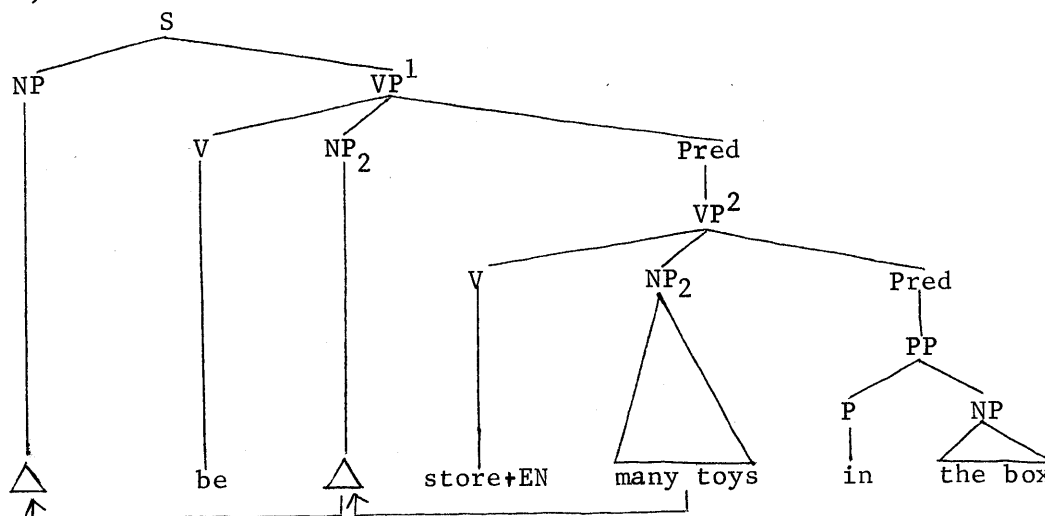 S
NP VP¹
V NP₂ Pred
VP²
V NP₂ Pred
PP
P NP
△ be △ store+EN many toys in the box